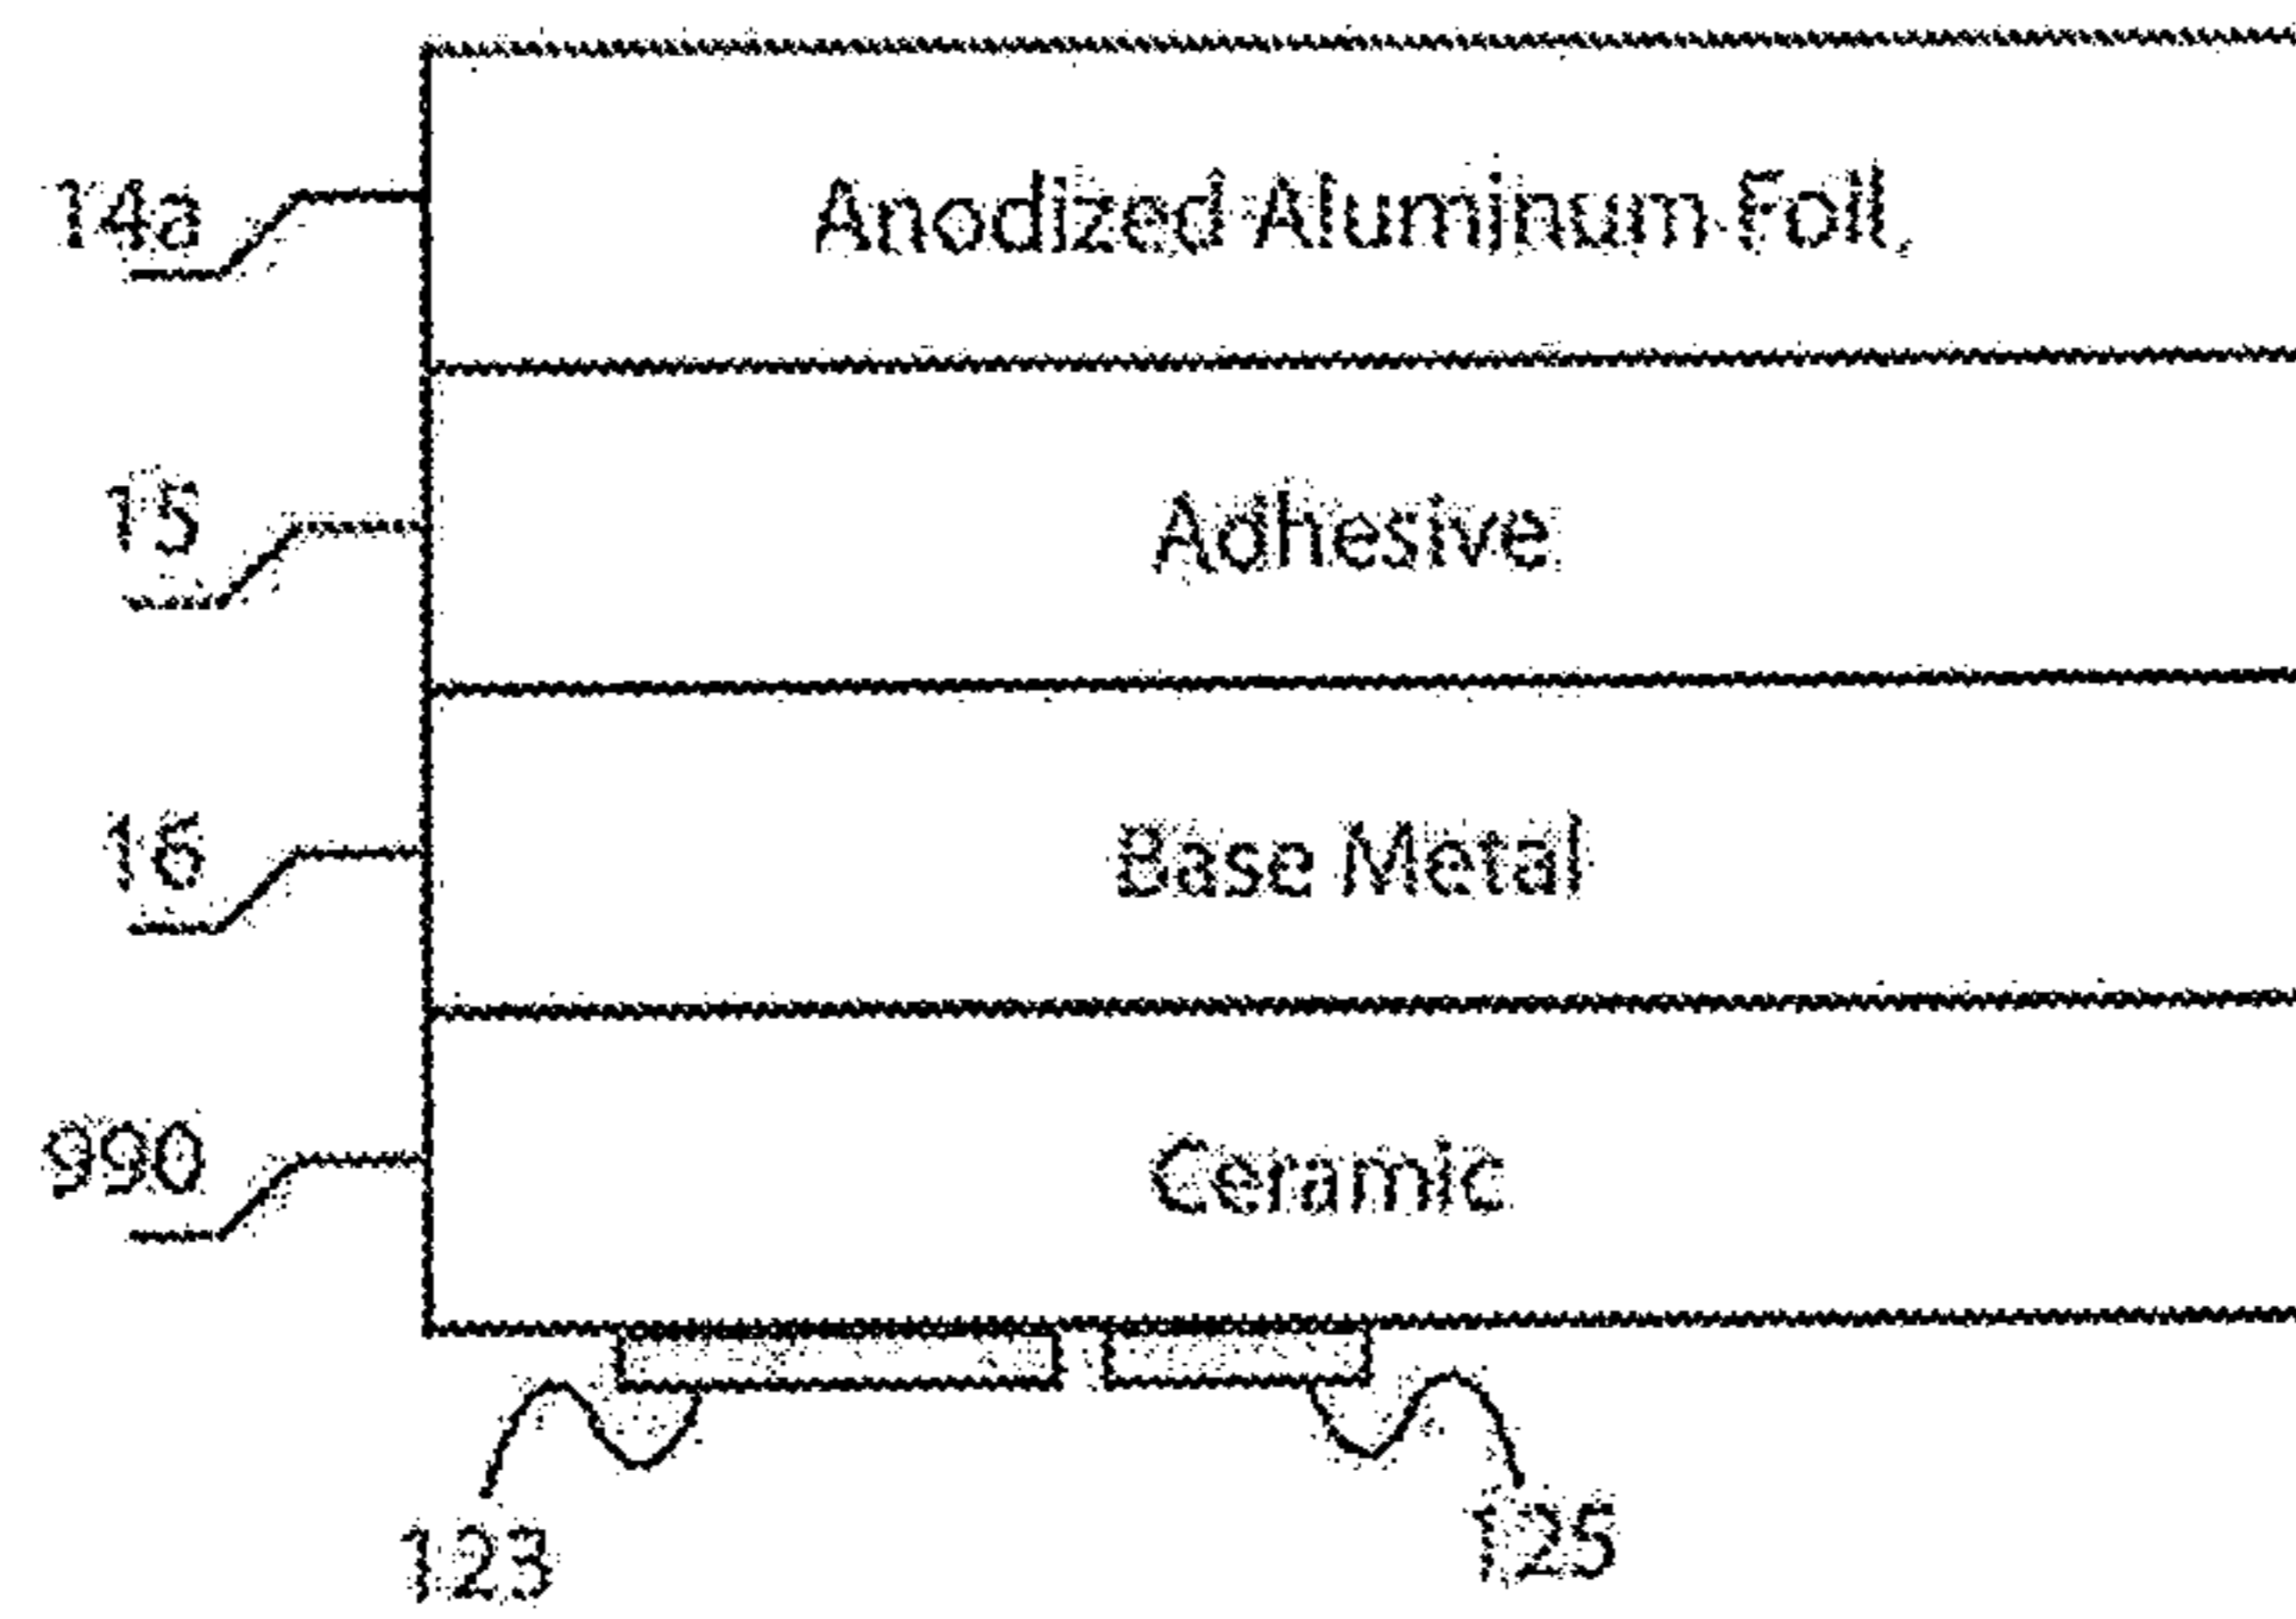 14a Anodized Aluminum Foil
15 Adhesive
16 Base Metal
990 Ceramic
123 125